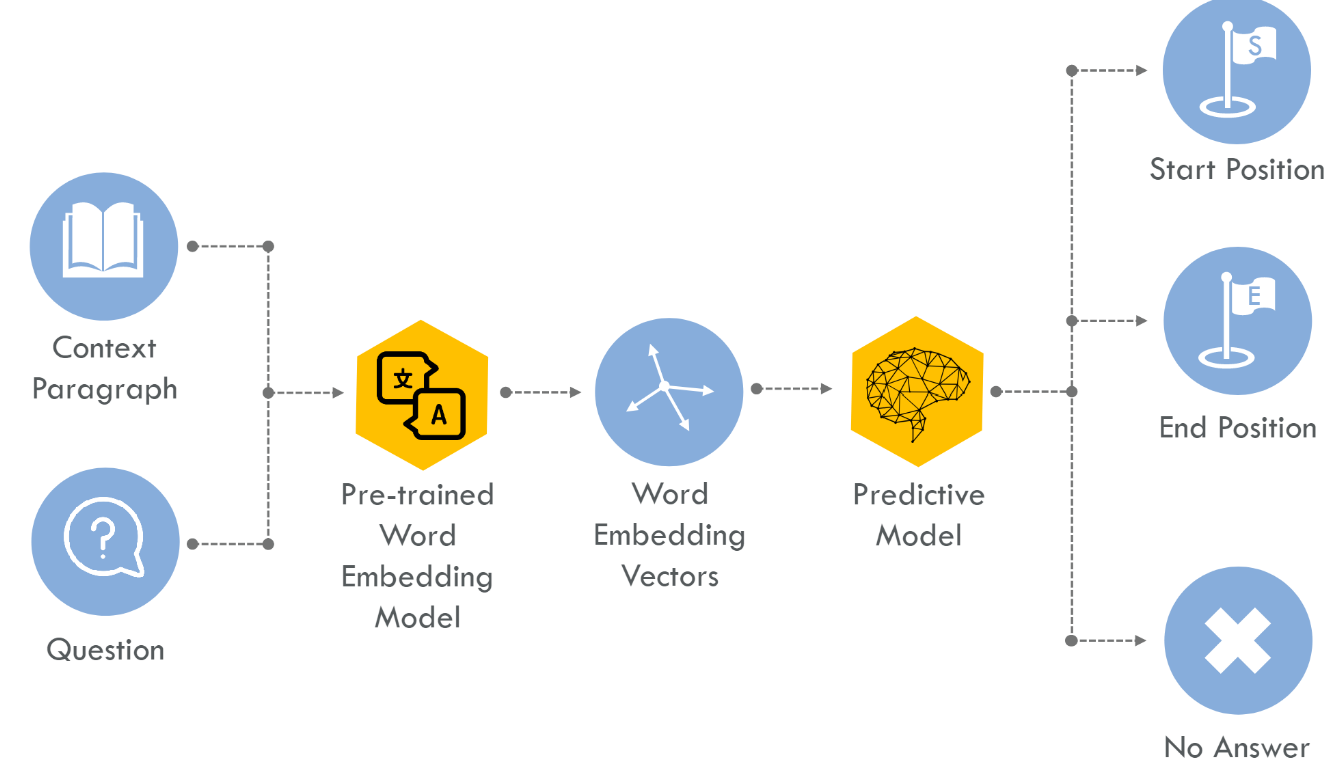 S
Start Position
Context
Paragraph
E
End Position
文
A
Pre-trained
Word
Embedding
Model
Word
Embedding
Vectors
Predictive
Model
?
Question
No Answer